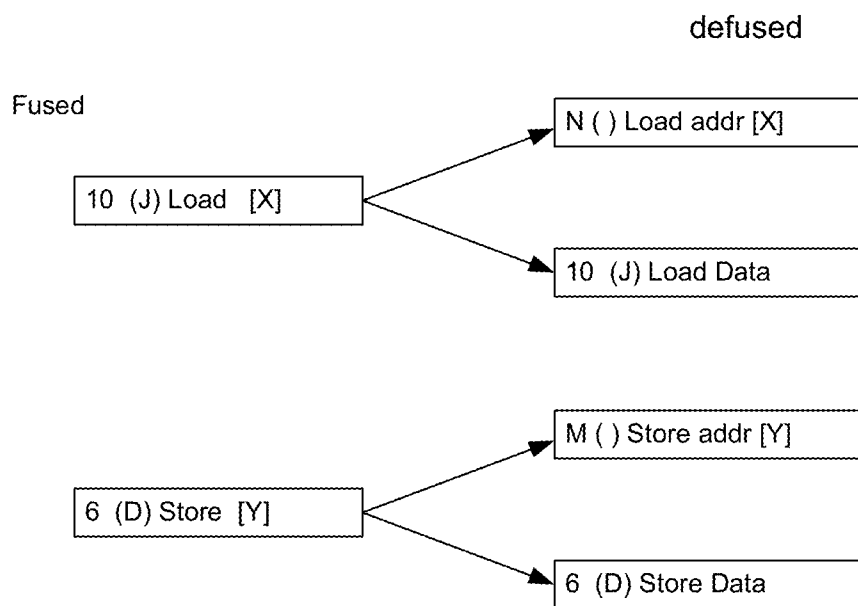 defused
Fused
N ( ) Load addr [X]
10 (J) Load [X]
10 (J) Load Data
M ( ) Store addr [Y]
6 (D) Store [Y]
6 (D) Store Data